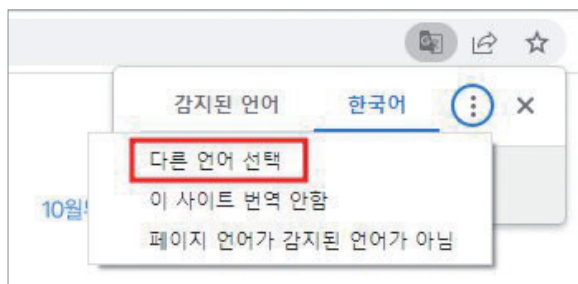 감지된 언어 한국어
다른 언어 선택
이 사이트 번역 안함
10월
페이지 언어가 감지된 언어가 아님